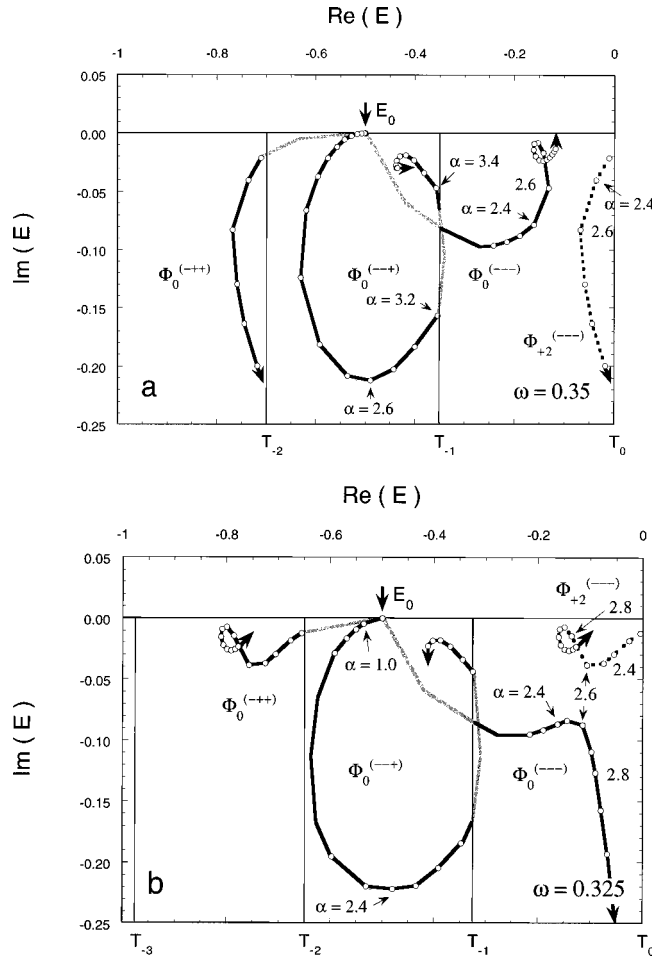 Re ( E )
-1 -0.8 -0.6 -0.4 -0.2 0
0.05
0.00
-0.05
-0.10
-0.15
-0.20
-0.25
Im ( E )
E0
α = 3.4
2.6
α = 2.4
α = 2.4
2.6
Φ0(-++)
Φ0(--+)
Φ0(---)
α = 3.2
Φ+2(---)
a
α = 2.6
ω = 0.35
T-2 T-1 T0
Re ( E )
-1 -0.8 -0.6 -0.4 -0.2 0
0.05
0.00
-0.05
-0.10
-0.15
-0.20
-0.25
Im ( E )
E0
Φ+2(---)
2.8
α = 1.0
2.4
α = 2.4
2.6
Φ0(-++)
Φ0(--+)
Φ0(---)
2.8
b
α = 2.4
ω = 0.325
T-3 T-2 T-1 T0